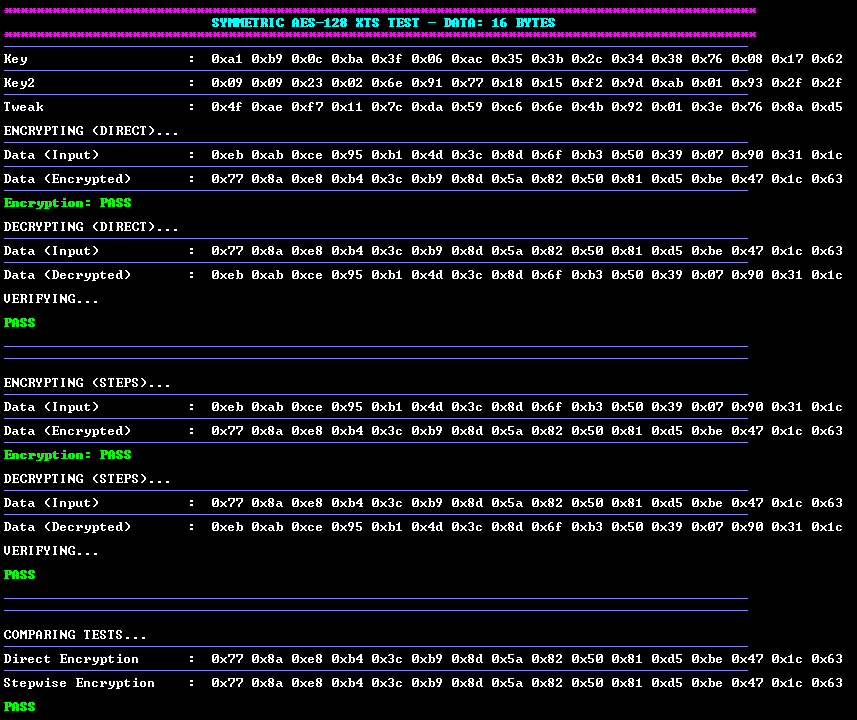 ***********************************************************************************************
SYMMETRIC AES-128 XTS TEST - DATA: 16 BYTES
***********************************************************************************************
Key : 0xa1 0xb9 0x0c 0xba 0x3f 0x06 0xac 0x35 0x3b 0x2c 0x34 0x38 0x76 0x08 0x17 0x62
Key2 : 0x09 0x09 0x23 0x02 0x6e 0x91 0x77 0x18 0x15 0xf2 0x9d 0xab 0x01 0x93 0x2f 0x2f
Tweak : 0x4f 0xae 0xf7 0x11 0x7c 0xda 0x59 0xc6 0x6e 0x4b 0x92 0x01 0x3e 0x76 0x8a 0xd5
ENCRYPTING (DIRECT)...
Data (Input) : 0xeb 0xab 0xce 0x95 0xb1 0x4d 0x3c 0x8d 0x6f 0xb3 0x50 0x39 0x07 0x90 0x31 0x1c
Data (Encrypted) : 0x77 0x8a 0xe8 0xb4 0x3c 0xb9 0x8d 0x5a 0x82 0x50 0x81 0xd5 0xbe 0x47 0x1c 0x63
Encryption: PASS
DECRYPTING (DIRECT)...
Data (Input) : 0x77 0x8a 0xe8 0xb4 0x3c 0xb9 0x8d 0x5a 0x82 0x50 0x81 0xd5 0xbe 0x47 0x1c 0x63
Data (Decrypted) : 0xeb 0xab 0xce 0x95 0xb1 0x4d 0x3c 0x8d 0x6f 0xb3 0x50 0x39 0x07 0x90 0x31 0x1c
VERIFYING...
PASS
ENCRYPTING (STEPS)...
Data (Input) : 0xeb 0xab 0xce 0x95 0xb1 0x4d 0x3c 0x8d 0x6f 0xb3 0x50 0x39 0x07 0x90 0x31 0x1c
Data (Encrypted) : 0x77 0x8a 0xe8 0xb4 0x3c 0xb9 0x8d 0x5a 0x82 0x50 0x81 0xd5 0xbe 0x47 0x1c 0x63
Encryption: PASS
DECRYPTING (STEPS)...
Data (Input) : 0x77 0x8a 0xe8 0xb4 0x3c 0xb9 0x8d 0x5a 0x82 0x50 0x81 0xd5 0xbe 0x47 0x1c 0x63
Data (Decrypted) : 0xeb 0xab 0xce 0x95 0xb1 0x4d 0x3c 0x8d 0x6f 0xb3 0x50 0x39 0x07 0x90 0x31 0x1c
VERIFYING...
PASS
COMPARING TESTS...
Direct Encryption : 0x77 0x8a 0xe8 0xb4 0x3c 0xb9 0x8d 0x5a 0x82 0x50 0x81 0xd5 0xbe 0x47 0x1c 0x63
Stepwise Encryption : 0x77 0x8a 0xe8 0xb4 0x3c 0xb9 0x8d 0x5a 0x82 0x50 0x81 0xd5 0xbe 0x47 0x1c 0x63
PASS